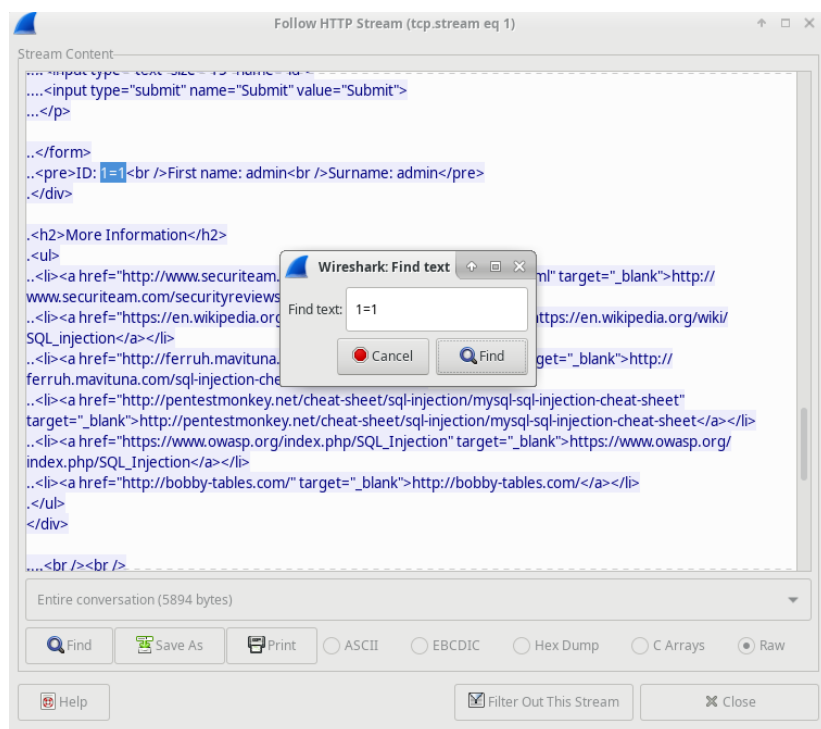 Follow HTTP Stream (tcp.stream eq 1)
Stream Content
....<input type="submit" name="Submit" value="Submit">
...</p>
..</form>
..<pre>ID: 1=1<br />First name: admin<br />Surname: admin</pre>
.</div>
.<h2>More Information</h2>
.<ul>
..<li><a href="http://www.securiteam. ml" target="_blank">http://
www.securiteam.com/securityreviews
..<li><a href="https://en.wikipedia.org ttps://en.wikipedia.org/wiki/
SQL_injection</a></li>
..<li><a href="http://ferruh.mavituna. get="_blank">http://
ferruh.mavituna.com/sql-injection-che
..<li><a href="http://pentestmonkey.net/cheat-sheet/sql-injection/mysql-sql-injection-cheat-sheet"
target="_blank">http://pentestmonkey.net/cheat-sheet/sql-injection/mysql-sql-injection-cheat-sheet</a></li>
..<li><a href="https://www.owasp.org/index.php/SQL_Injection" target="_blank">https://www.owasp.org/
index.php/SQL_Injection</a></li>
..<li><a href="http://bobby-tables.com/" target="_blank">http://bobby-tables.com/</a></li>
.</ul>
</div>
....<br /><br />
Wireshark: Find text
Find text: 1=1
Cancel Find
Entire conversation (5894 bytes)
Find Save As Print ASCII EBCDIC Hex Dump C Arrays Raw
Help Filter Out This Stream Close